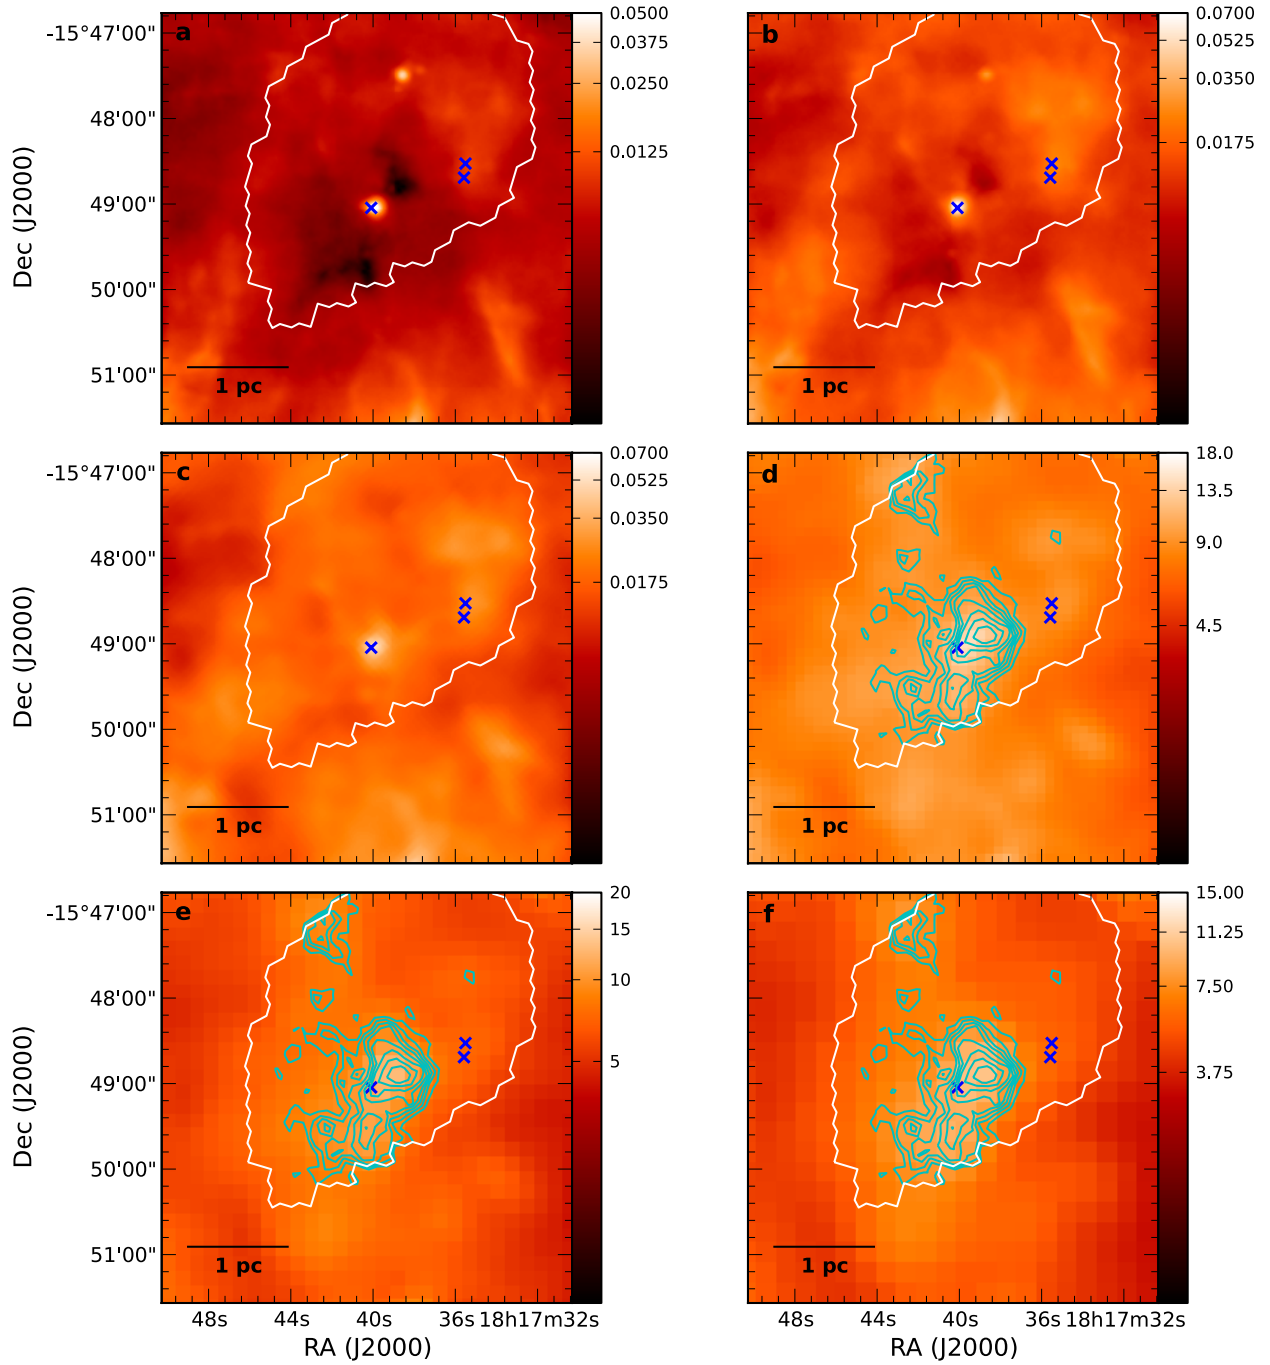 a
-15°47'00"
48'00"
49'00"
50'00"
51'00"
Dec (J2000)
1 pc
0.0500
0.0375
0.0250
0.0125
b
1 pc
0.0700
0.0525
0.0350
0.0175
c
-15°47'00"
48'00"
49'00"
50'00"
51'00"
Dec (J2000)
1 pc
0.0700
0.0525
0.0350
0.0175
d
1 pc
18.0
13.5
9.0
4.5
e
-15°47'00"
48'00"
49'00"
50'00"
51'00"
Dec (J2000)
1 pc
20
15
10
5
48s 44s 40s 36s 18h17m32s
RA (J2000)
f
1 pc
15.00
11.25
7.50
3.75
48s 44s 40s 36s 18h17m32s
RA (J2000)